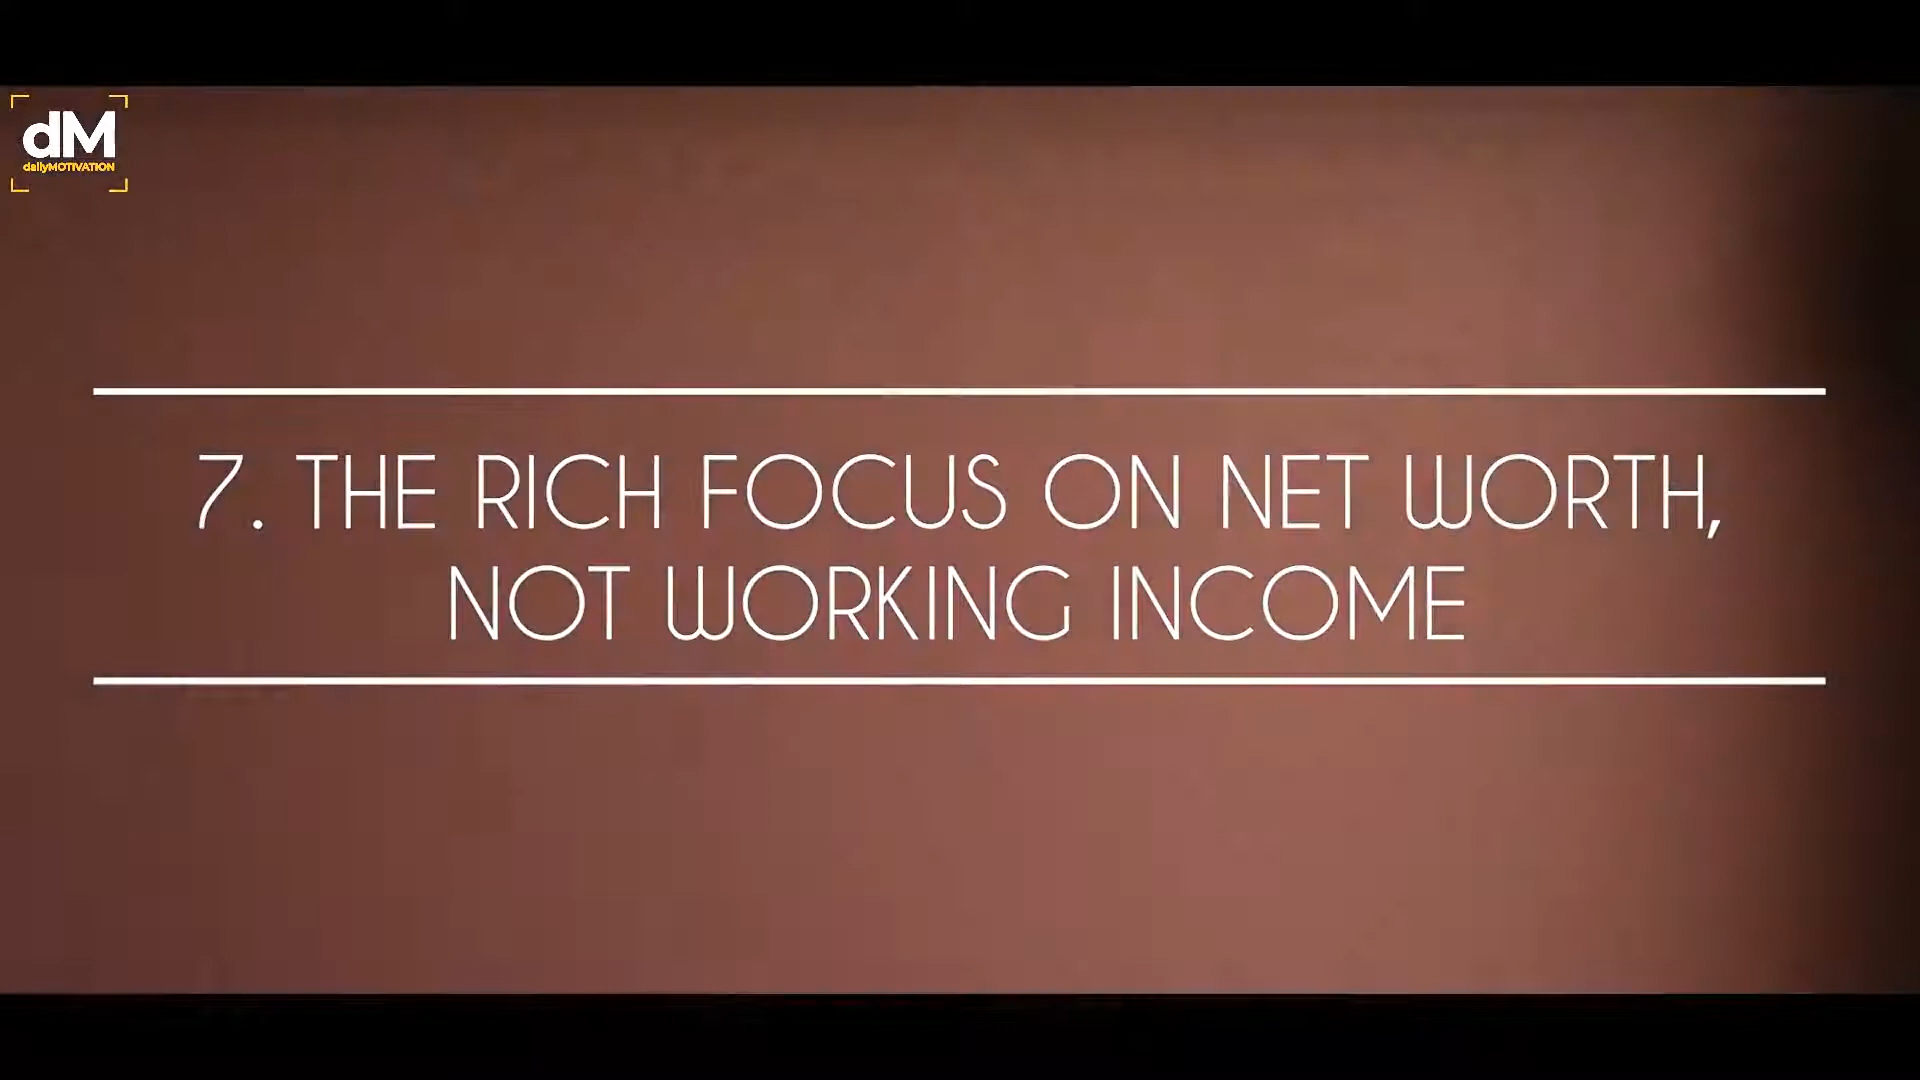 dM
dailyMOTIVATION
7. THE RICH FOCUS ON NET WORTH,
NOT WORKING INCOME